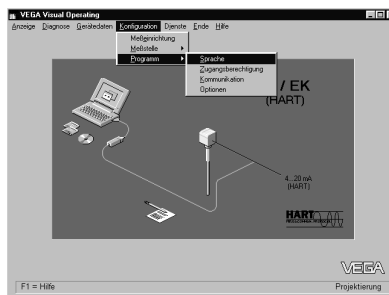 VEGA Visual Operating
Anzeige Diagnose Gerätedaten Konfiguration Dienste Ende Hilfe
Meßeinrichtung
Meßstelle
Programm
Sprache
Zugangsberechtigung
Kommunikation
Optionen
/ EK
(HART)
4...20 mA
(HART)
HART
VEGA
F1 = Hilfe Projektierung